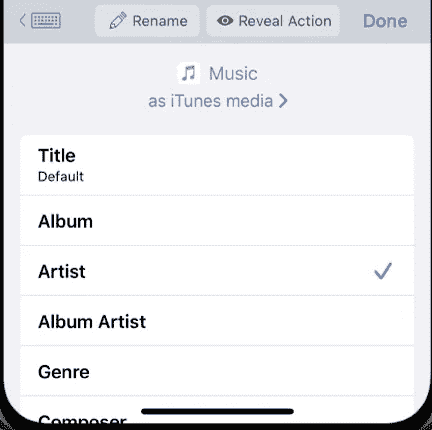 Rename
Reveal Action
Done
Music
as iTunes media
Title
Default
Album
Artist
Album Artist
Genre
Composer